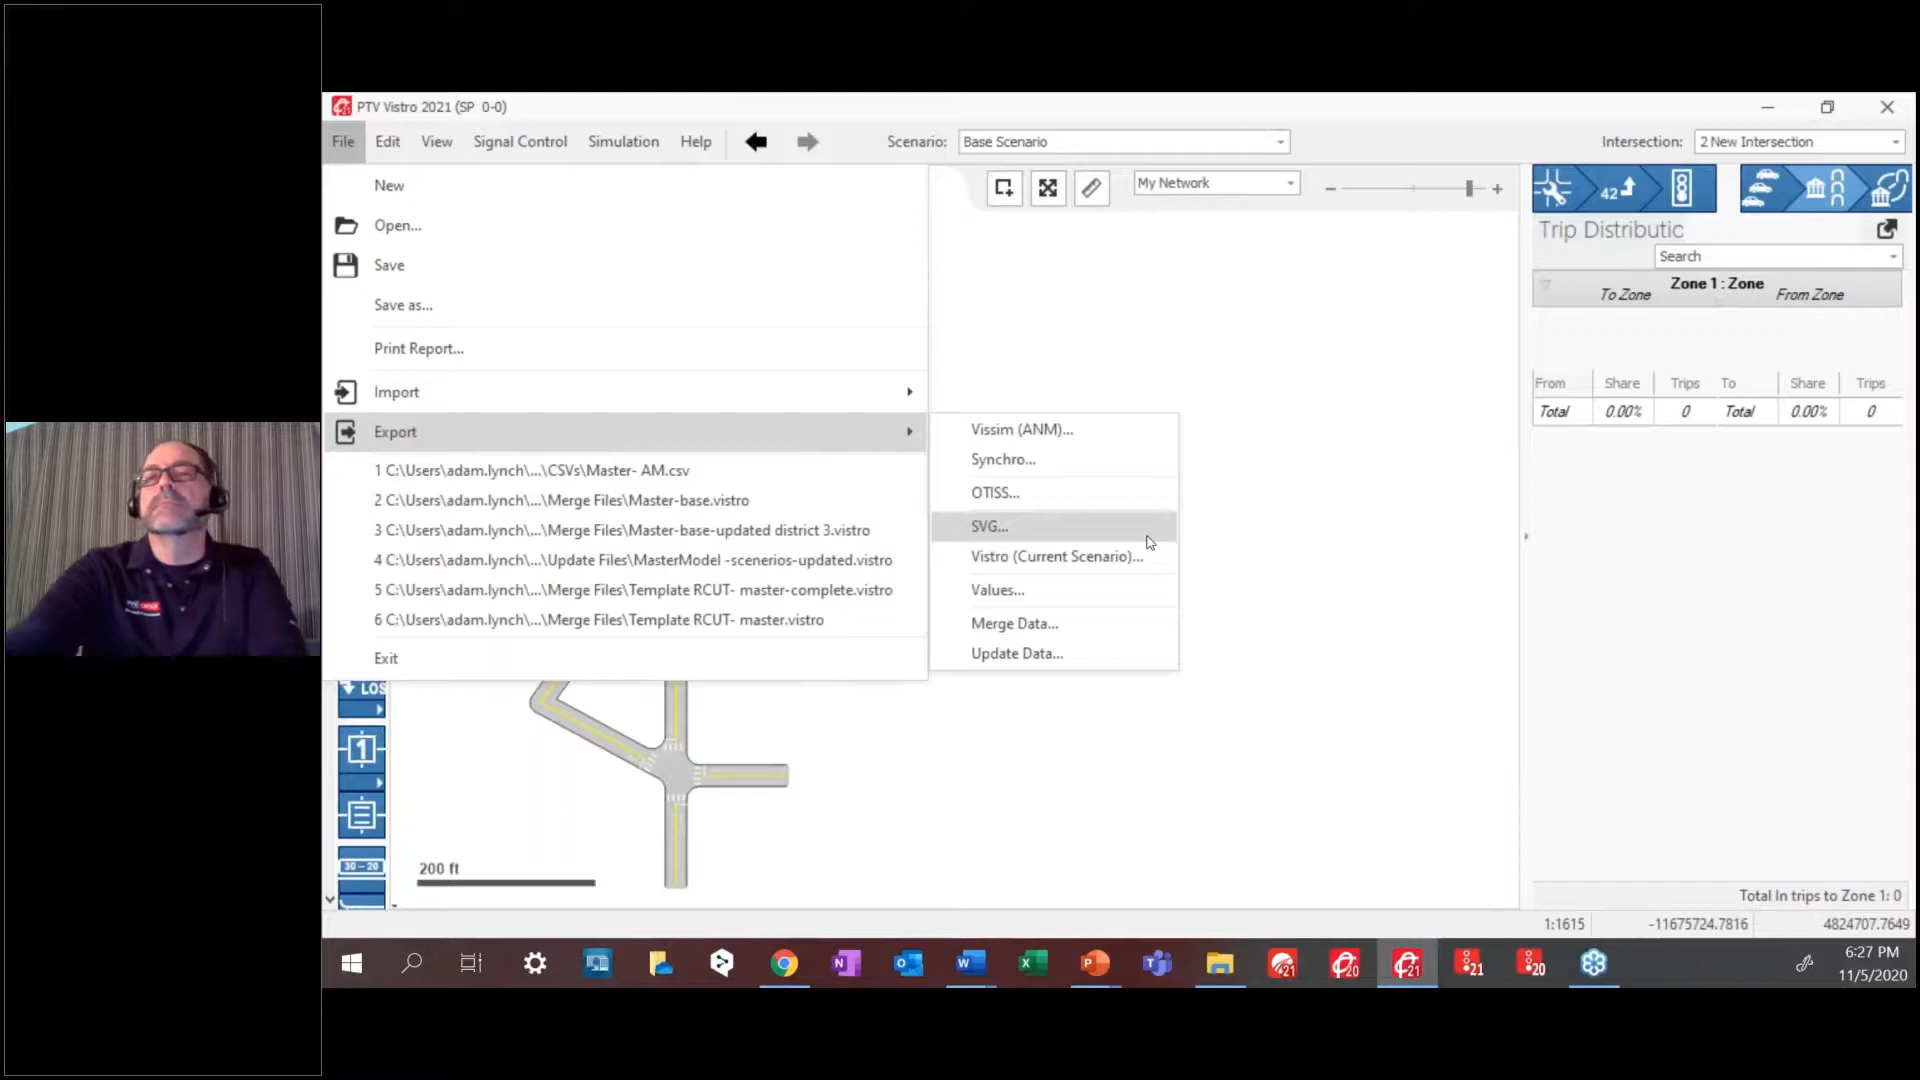 PTV Vistro 2021 (SP 0-0)
File Edit View Signal Control Simulation Help Scenario: Base Scenario Intersection: 2 New Intersection
My Network
42
New
Open...
Save
Save as...
Print Report...
Import
Export
1 C:\Users\adam.lynch\...\CSVs\Master- AM.csv
2 C:\Users\adam.lynch\...\Merge Files\Master-base.vistro
3 C:\Users\adam.lynch\...\Merge Files\Master-base-updated district 3.vistro
4 C:\Users\adam.lynch\...\Update Files\MasterModel -scenerios-updated.vistro
5 C:\Users\adam.lynch\...\Merge Files\Template RCUT- master-complete.vistro
6 C:\Users\adam.lynch\...\Merge Files\Template RCUT- master.vistro
Exit
Vissim (ANM)...
Synchro...
OTISS...
SVG...
Vistro (Current Scenario)...
Values...
Merge Data...
Update Data...
Trip Distributic
Search
Zone 1 : Zone
To Zone From Zone
From Share Trips To Share Trips
Total 0.00% 0 Total 0.00% 0
LOS
1
30-20
200 ft
Total In trips to Zone 1: 0
1:1615 -11675724.7816 4824707.7649
21 20 21 21 20
6:27 PM
11/5/2020